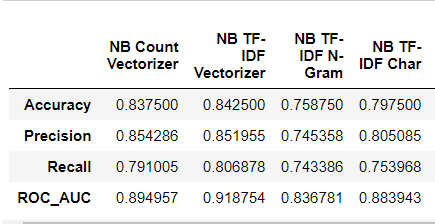 NB Count Vectorizer NB TF-IDF Vectorizer NB TF-IDF N-Gram NB TF-IDF Char
Accuracy 0.837500 0.842500 0.758750 0.797500
Precision 0.854286 0.851955 0.745358 0.805085
Recall 0.791005 0.806878 0.743386 0.753968
ROC_AUC 0.894957 0.918754 0.836781 0.883943